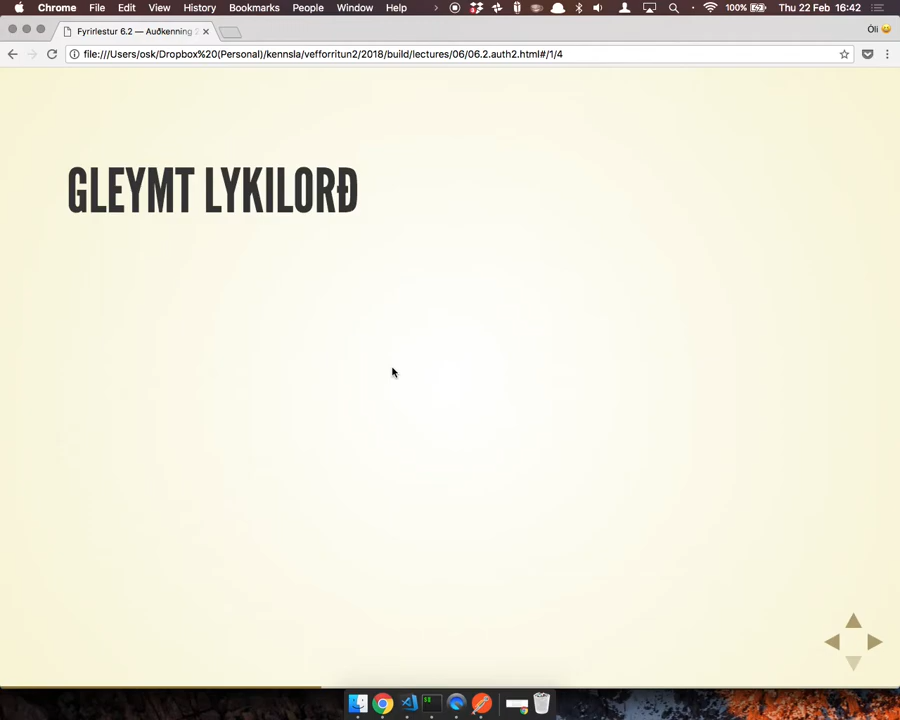 Chrome File Edit View History Bookmarks People Window Help 100% Thu 22 Feb 16:42
Fyrirlestur 6.2 — Auðkenning 2 Óli
file:///Users/osk/Dropbox%20(Personal)/kennsla/vefforritun2/2018/build/lectures/06/06.2.auth2.html#/1/4
GLEYMT LYKILORÐ